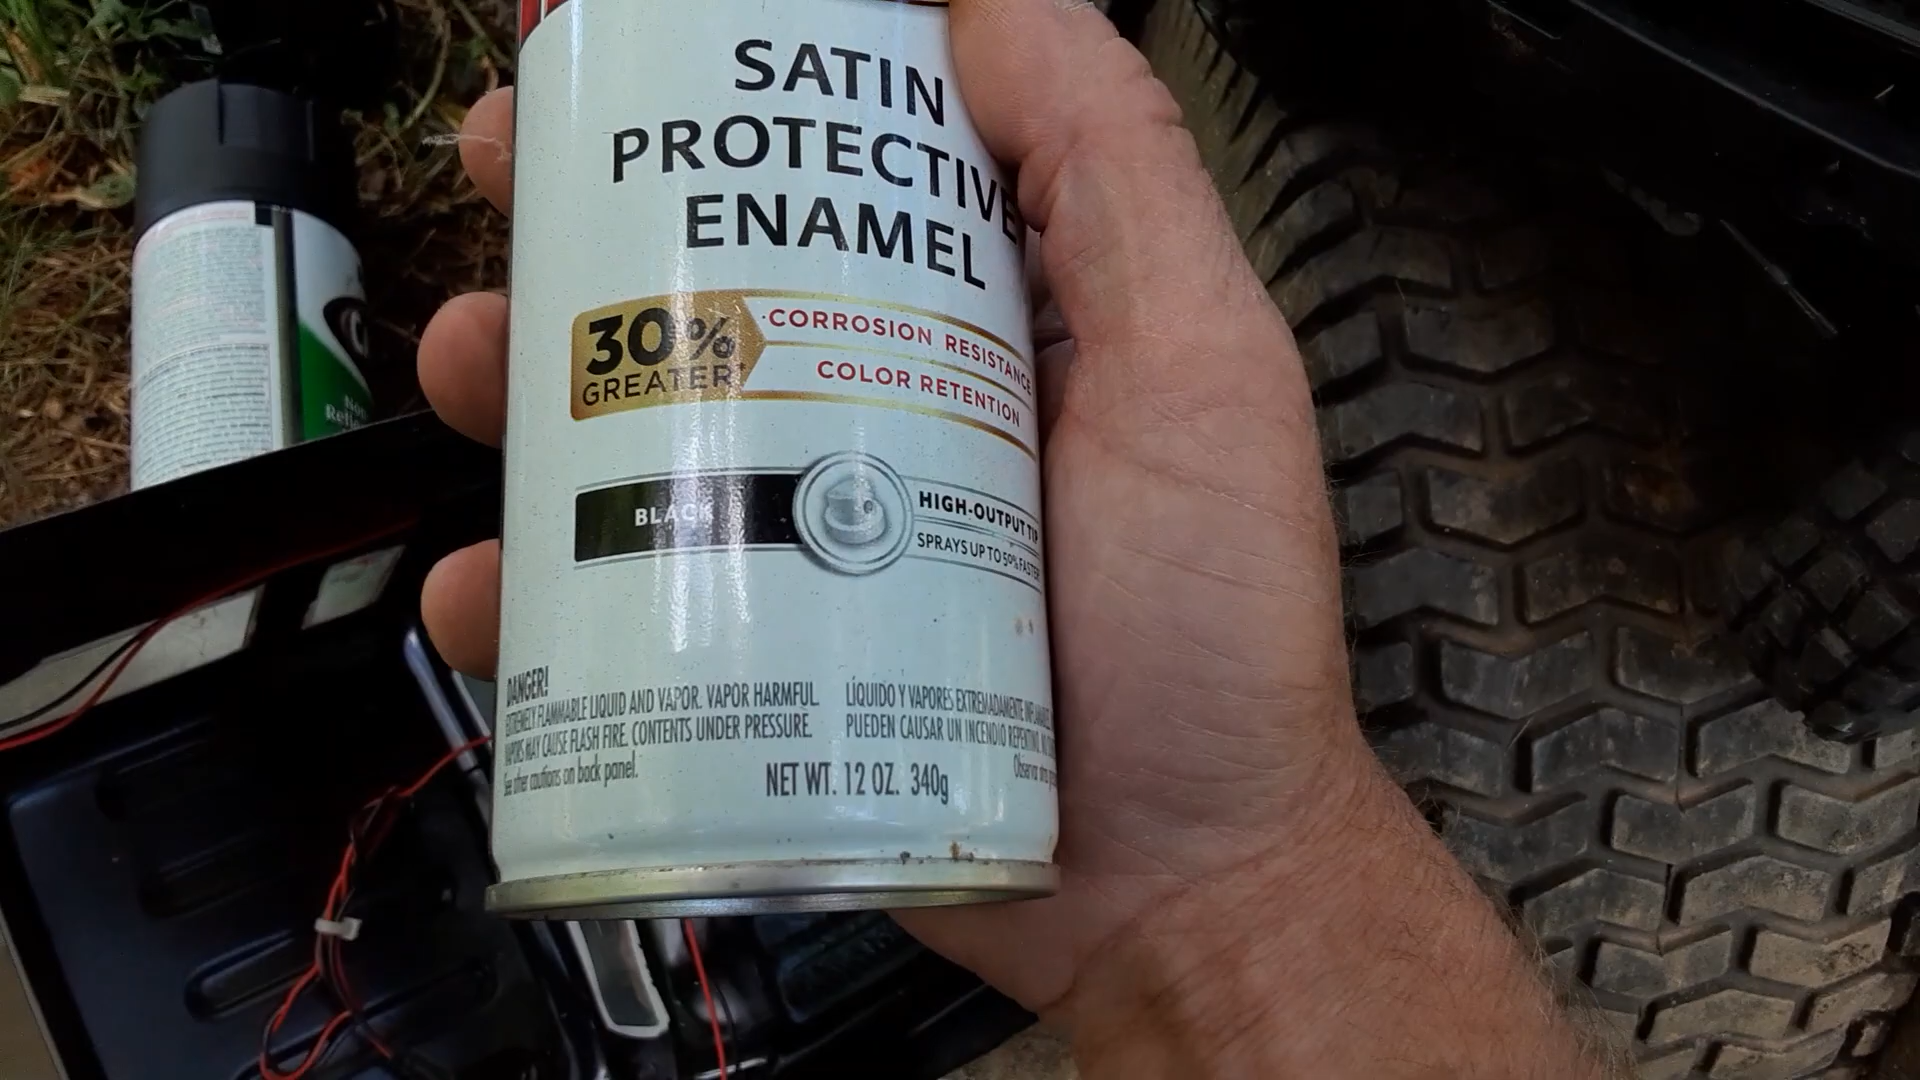 SATIN
PROTECTIVE
ENAMEL
30%
GREATER
CORROSION RESISTANCE
COLOR RETENTION
BLACK
HIGH-OUTPUT TIP
SPRAYS UP TO 50% FASTER
DANGER!
EXTREMELY FLAMMABLE LIQUID AND VAPOR. VAPOR HARMFUL
VAPORS MAY CAUSE FLASH FIRE. CONTENTS UNDER PRESSURE.
See other cautions on back panel.
LÍQUIDO Y VAPORES EXTREMADAMENTE
PUEDEN CAUSAR UN INCENDIO REPENTINO.
NET WT. 12 OZ. 340g